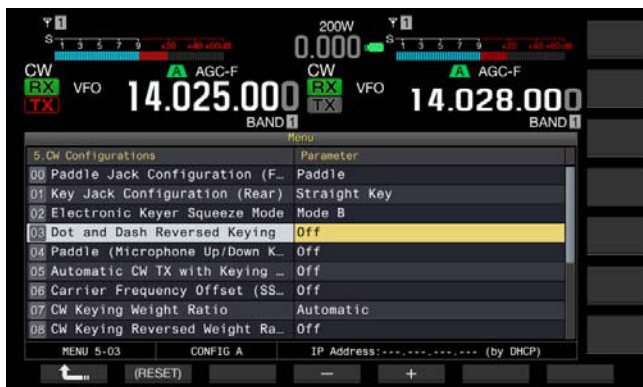 1 200W 1
S 1 3 5 7 9 +20 +40 +60dB 0.000 S 1 3 5 7 9 +20 +40 +60dB
CW A AGC-F CW A AGC-F
RX VFO 14.025.000 RX VFO 14.028.000
TX TX
BAND 1 BAND 1
Menu
5.CW Configurations Parameter
00 Paddle Jack Configuration (F… Paddle
01 Key Jack Configuration (Rear) Straight Key
02 Electronic Keyer Squeeze Mode Mode B
03 Dot and Dash Reversed Keying Off
04 Paddle (Microphone Up/Down K… Off
05 Automatic CW TX with Keying … Off
06 Carrier Frequency Offset (SS… Off
07 CW Keying Weight Ratio Automatic
08 CW Keying Reversed Weight Ra… Off
MENU 5-03 CONFIG A IP Address:---.---.---.--- (by DHCP)
(RESET) − +